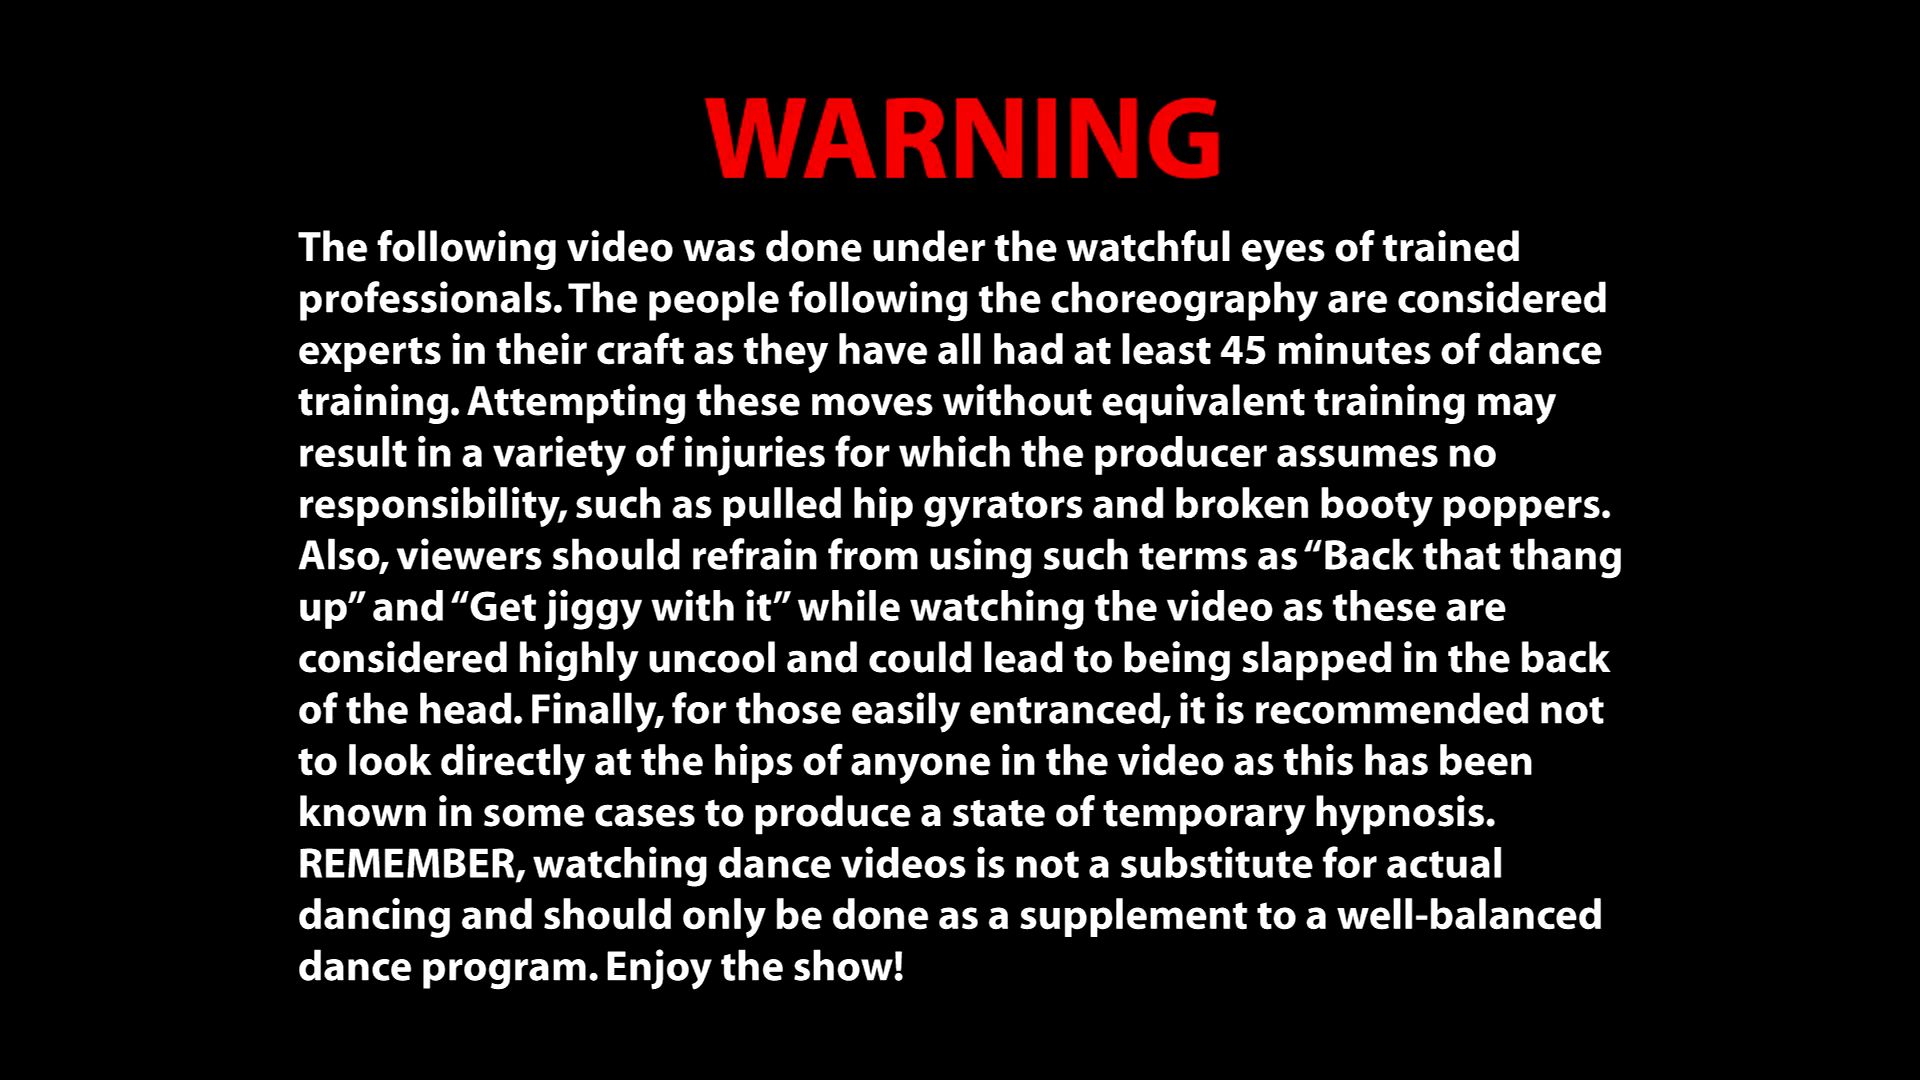 WARNING
The following video was done under the watchful eyes of trained
professionals. The people following the choreography are considered
experts in their craft as they have all had at least 45 minutes of dance
training. Attempting these moves without equivalent training may
result in a variety of injuries for which the producer assumes no
responsibility, such as pulled hip gyrators and broken booty poppers.
Also, viewers should refrain from using such terms as “Back that thang
up” and “Get jiggy with it” while watching the video as these are
considered highly uncool and could lead to being slapped in the back
of the head. Finally, for those easily entranced, it is recommended not
to look directly at the hips of anyone in the video as this has been
known in some cases to produce a state of temporary hypnosis.
REMEMBER, watching dance videos is not a substitute for actual
dancing and should only be done as a supplement to a well-balanced
dance program. Enjoy the show!